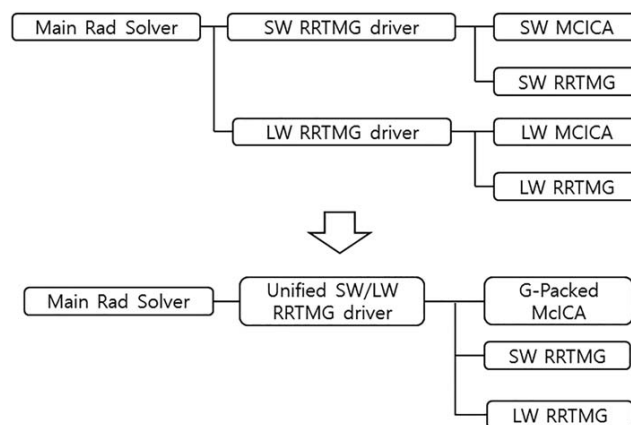 Main Rad Solver
SW RRTMG driver
SW MCICA
SW RRTMG
LW RRTMG driver
LW MCICA
LW RRTMG
Main Rad Solver
Unified SW/LW
RRTMG driver
G-Packed
McICA
SW RRTMG
LW RRTMG